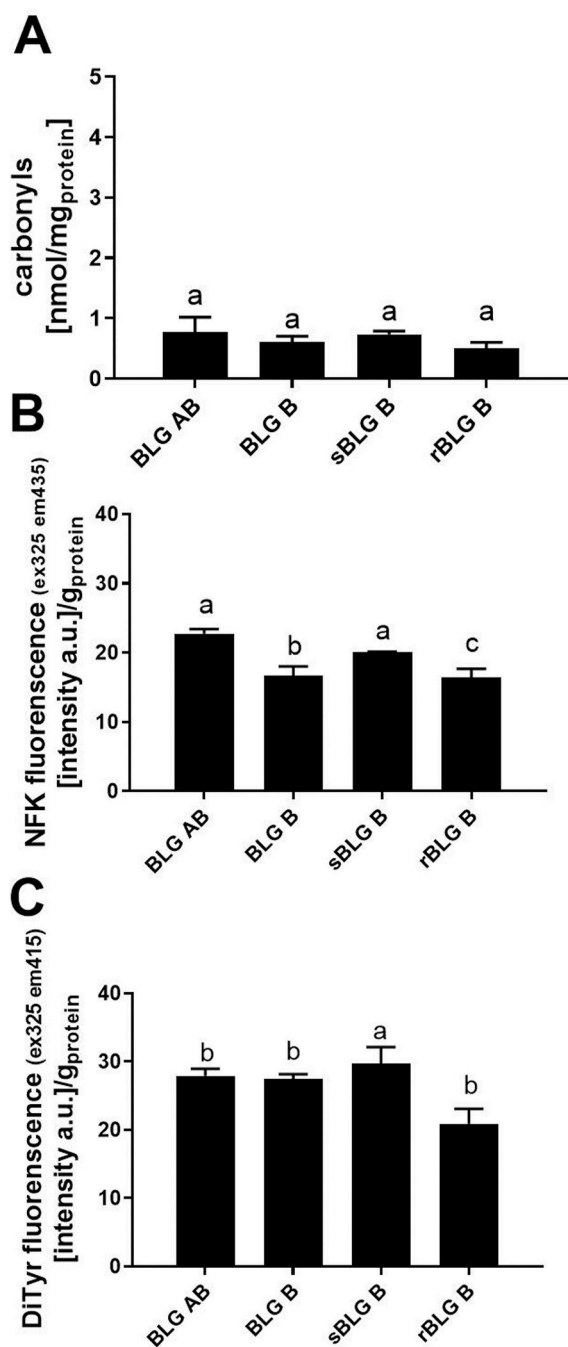 A
carbonyls
[nmol/mgprotein]
5
4
3
2
1
0
a
a
a
a
BLG AB
BLG B
sBLG B
rBLG B
B
NFK fluorenscence (ex325 em435)
[intensity a.u.]/gprotein
40
30
20
10
0
a
b
a
c
BLG AB
BLG B
sBLG B
rBLG B
C
DiTyr fluorenscence (ex325 em415)
[intensity a.u.]/gprotein
40
30
20
10
0
b
b
a
b
BLG AB
BLG B
sBLG B
rBLG B